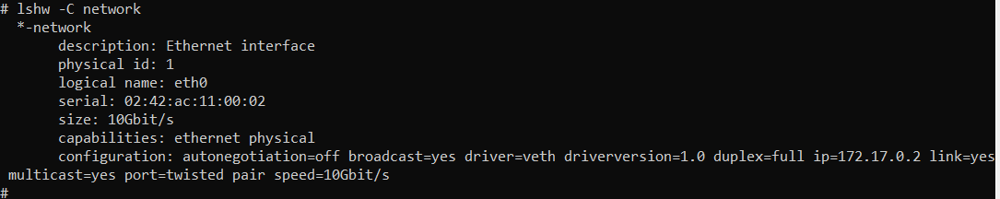 # lshw -C network
*-network
description: Ethernet interface
physical id: 1
logical name: eth0
serial: 02:42:ac:11:00:02
size: 10Gbit/s
capabilities: ethernet physical
configuration: autonegotiation=off broadcast=yes driver=veth driverversion=1.0 duplex=full ip=172.17.0.2 link=yes
multicast=yes port=twisted pair speed=10Gbit/s
#